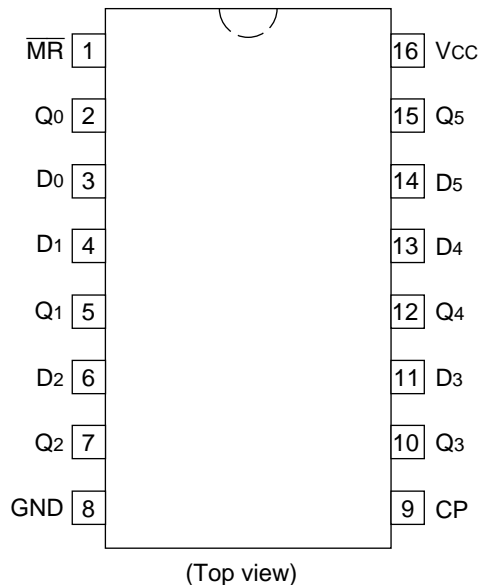 M̅R̅ 1 16 VCC
Q0 2 15 Q5
D0 3 14 D5
D1 4 13 D4
Q1 5 12 Q4
D2 6 11 D3
Q2 7 10 Q3
GND 8 9 CP
(Top view)